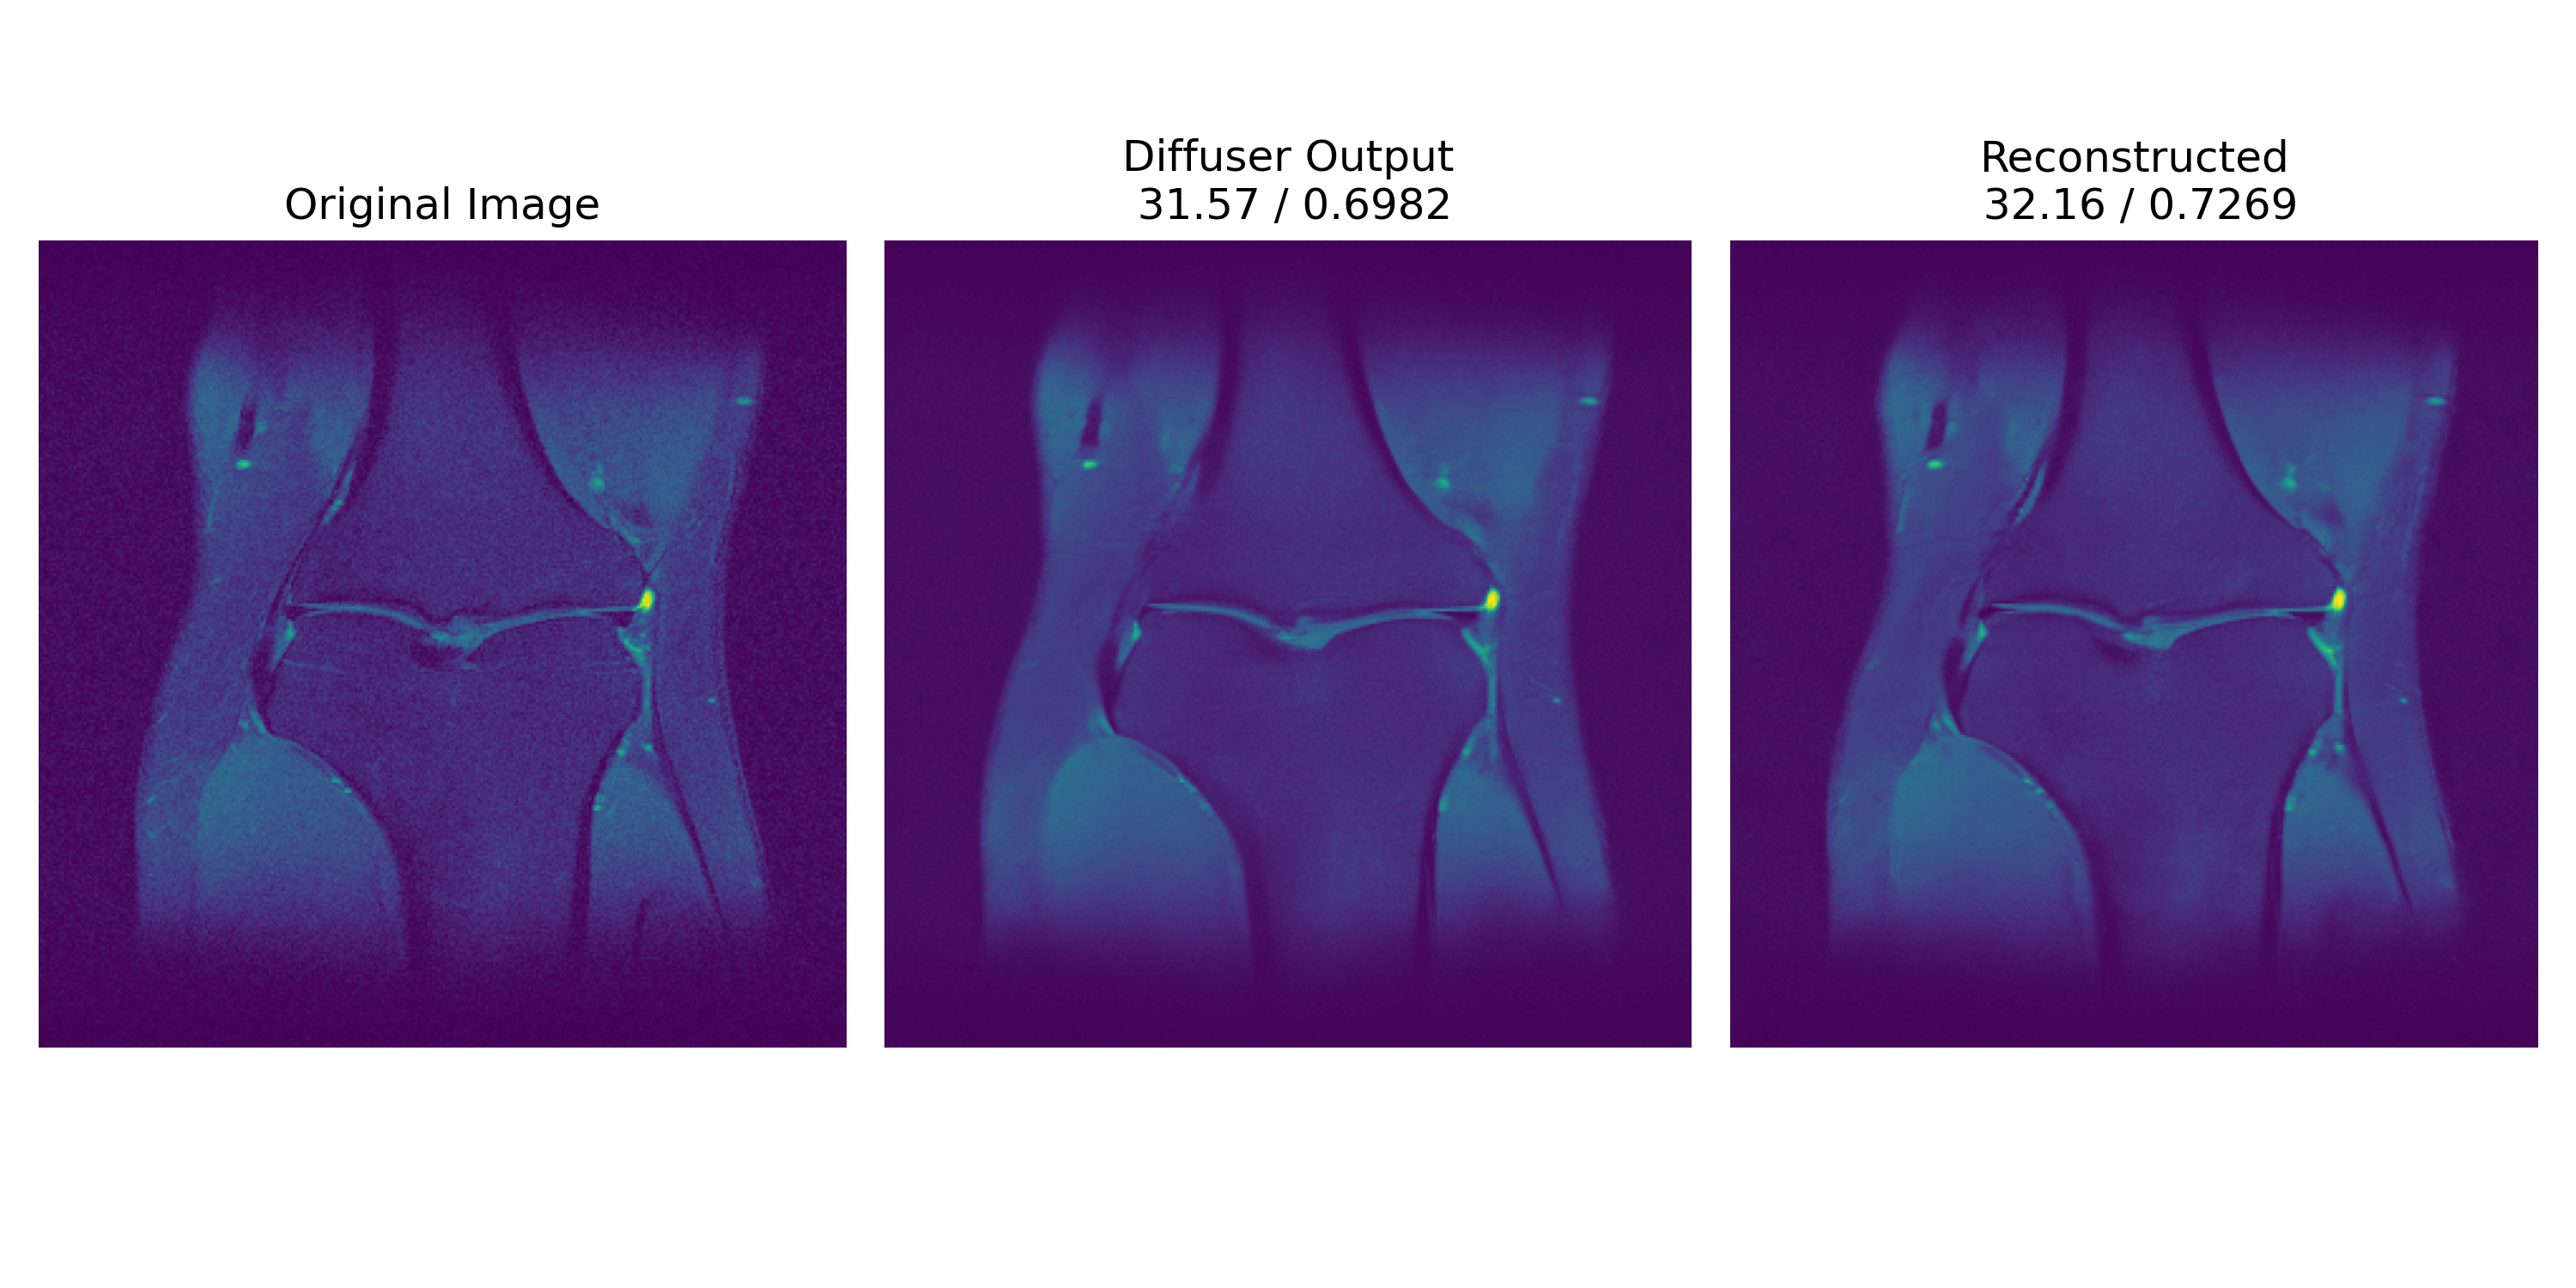 Original Image
Diffuser Output
31.57 / 0.6982
Reconstructed
32.16 / 0.7269